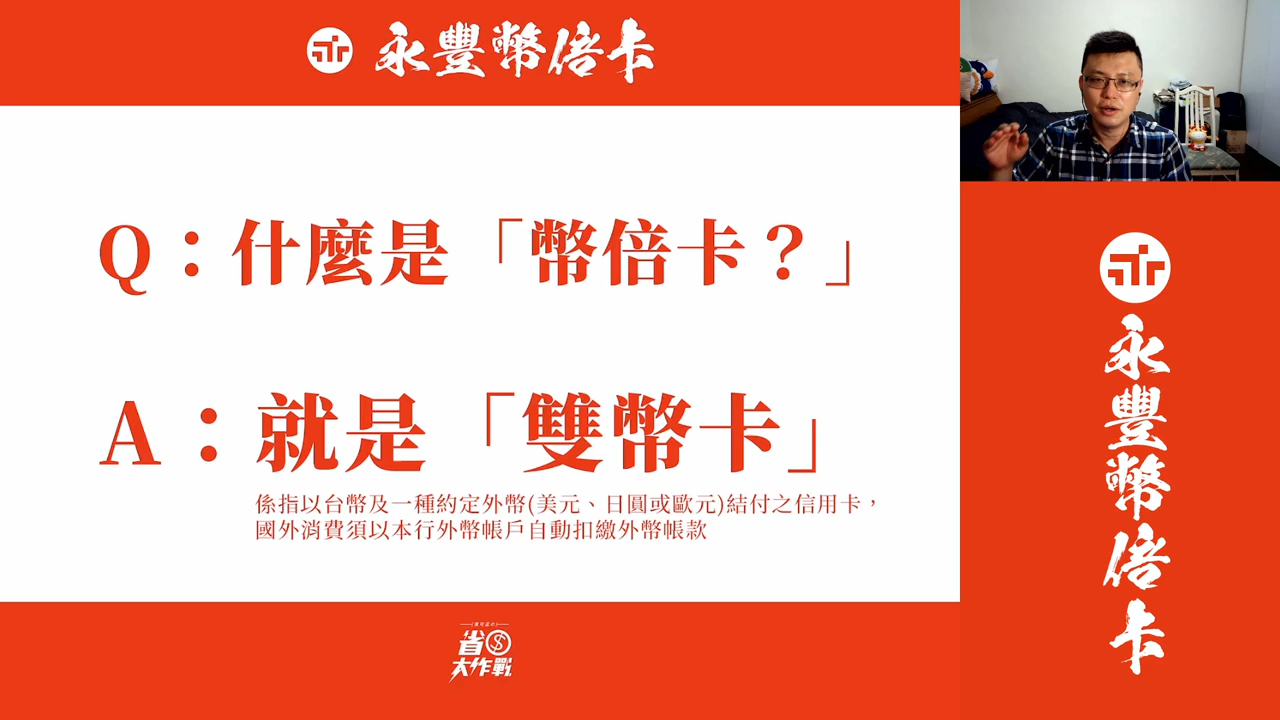 永豐幣倍卡
Q：什麼是「幣倍卡？」
A：就是「雙幣卡」
係指以台幣及一種約定外幣(美元、日圓或歐元)結付之信用卡，
國外消費須以本行外幣帳戶自動扣繳外幣帳款
省
大作戰
永豐幣倍卡